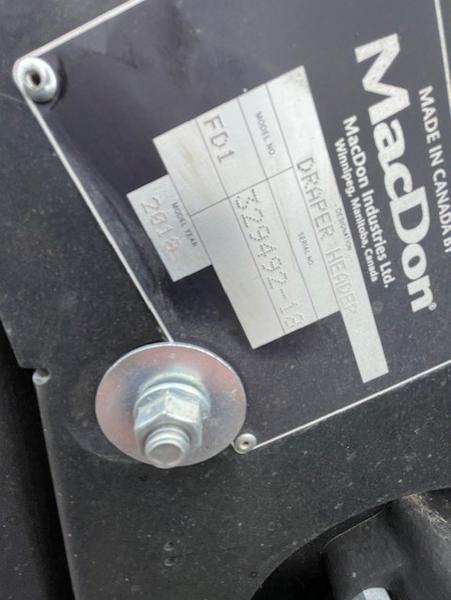 MADE IN CANADA BY
MacDon®
MacDon Industries Ltd.
Winnipeg, Manitoba, Canada
DESIGNATION
DRAPER HEADER
MODEL NO.
FD1
SERIAL NO.
329492-18
MODEL YEAR
2018